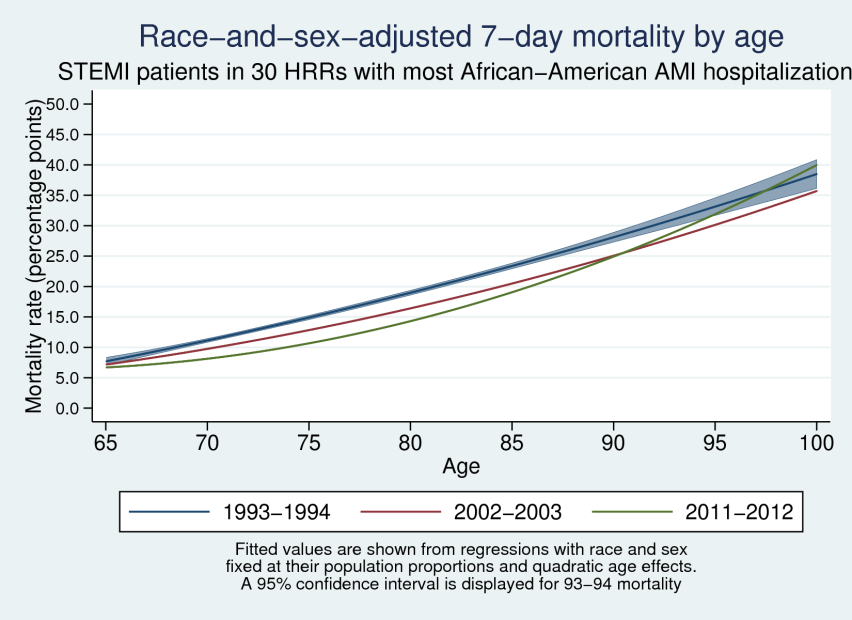 Race−and−sex−adjusted 7−day mortality by age
STEMI patients in 30 HRRs with most African−American AMI hospitalization
Mortality rate (percentage points)
50.0
45.0
40.0
35.0
30.0
25.0
20.0
15.0
10.0
5.0
0.0
65 70 75 80 85 90 95 100
Age
1993−1994 2002−2003 2011−2012
Fitted values are shown from regressions with race and sex
fixed at their population proportions and quadratic age effects.
A 95% confidence interval is displayed for 93−94 mortality